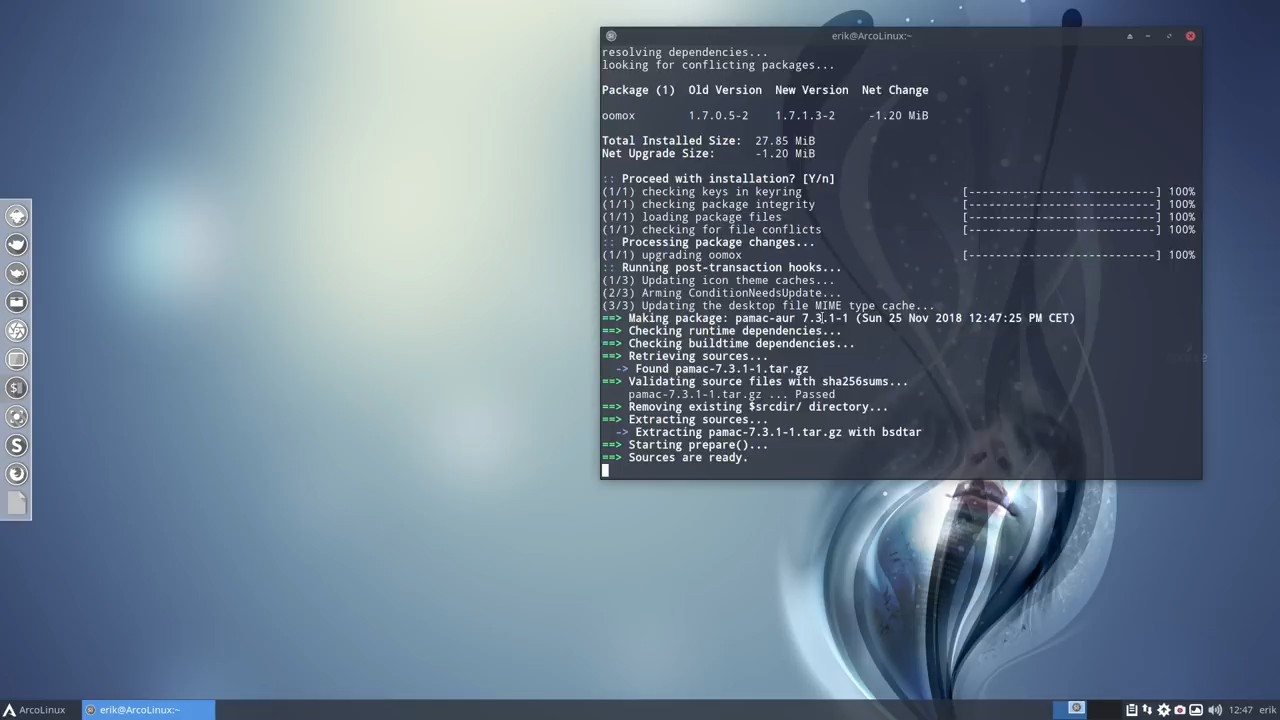 erik@ArcoLinux:~
resolving dependencies...
looking for conflicting packages...
Package (1)  Old Version  New Version  Net Change
oomox        1.7.0.5-2    1.7.1.3-2     -1.20 MiB
Total Installed Size:  27.85 MiB
Net Upgrade Size:      -1.20 MiB
:: Proceed with installation? [Y/n]
(1/1) checking keys in keyring [----------------------------] 100%
(1/1) checking package integrity [----------------------------] 100%
(1/1) loading package files [----------------------------] 100%
(1/1) checking for file conflicts [----------------------------] 100%
:: Processing package changes...
(1/1) upgrading oomox [----------------------------] 100%
:: Running post-transaction hooks...
(1/3) Updating icon theme caches...
(2/3) Arming ConditionNeedsUpdate...
(3/3) Updating the desktop file MIME type cache...
==> Making package: pamac-aur 7.3.1-1 (Sun 25 Nov 2018 12:47:25 PM CET)
==> Checking runtime dependencies...
==> Checking buildtime dependencies...
==> Retrieving sources...
-> Found pamac-7.3.1-1.tar.gz
==> Validating source files with sha256sums...
pamac-7.3.1-1.tar.gz ... Passed
==> Removing existing $srcdir/ directory...
==> Extracting sources...
-> Extracting pamac-7.3.1-1.tar.gz with bsdtar
==> Starting prepare()...
==> Sources are ready.
ArcoLinux
erik@ArcoLinux:~
12:47
erik